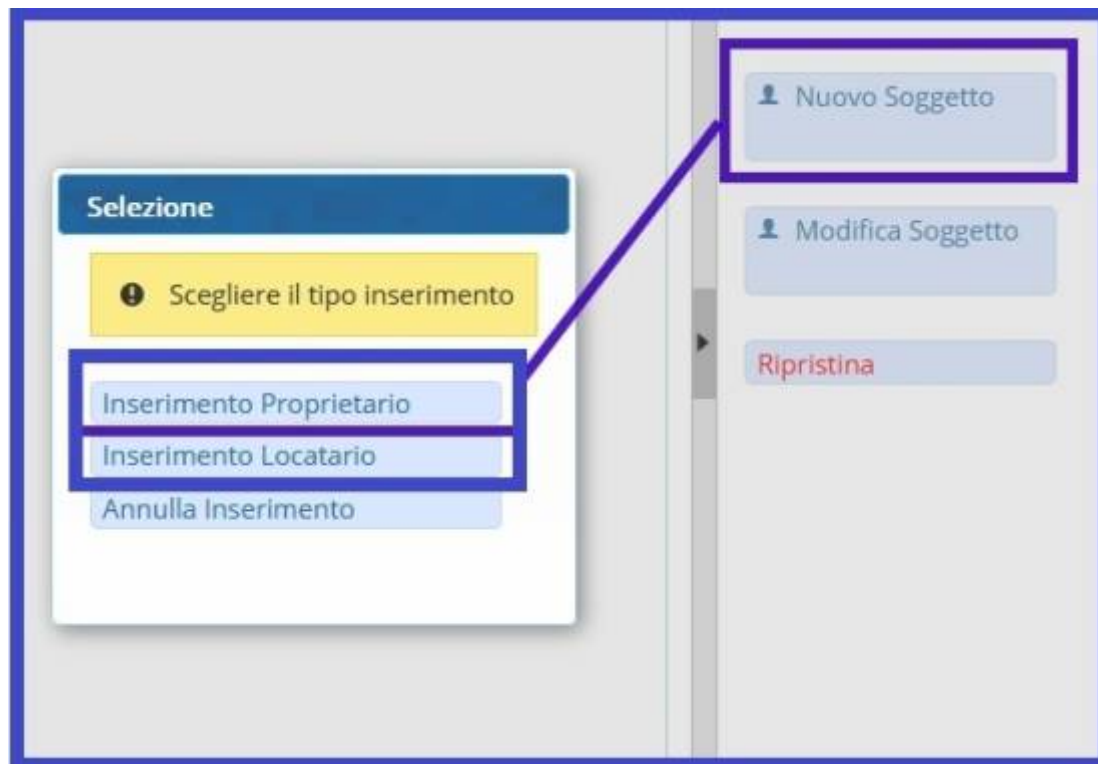 Nuovo Soggetto
Selezione
Modifica Soggetto
Scegliere il tipo inserimento
Ripristina
Inserimento Proprietario
Inserimento Locatario
Annulla Inserimento